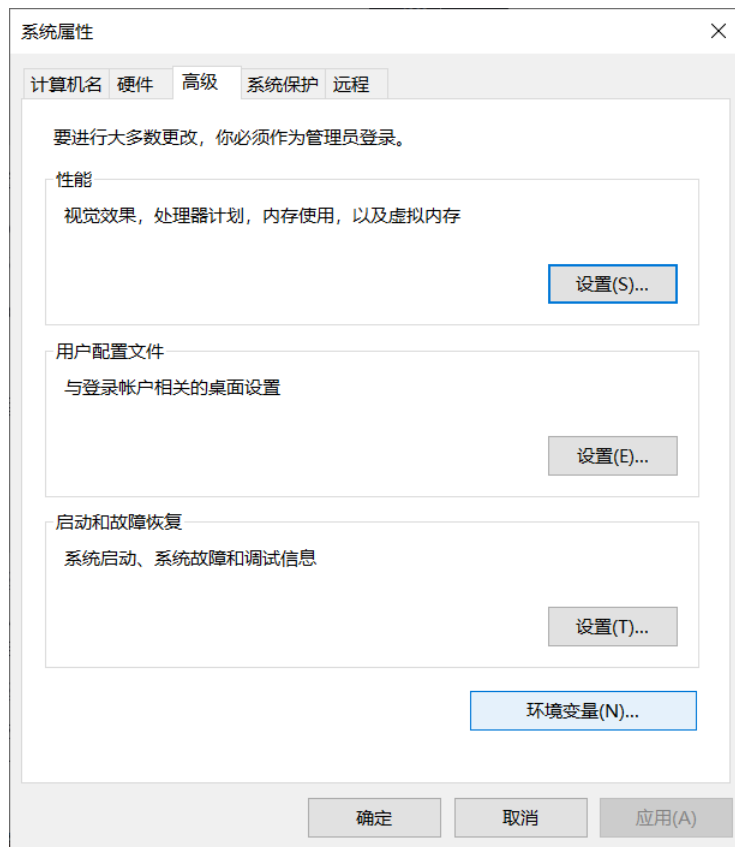 系统属性
计算机名 硬件 高级 系统保护 远程
要进行大多数更改，你必须作为管理员登录。
性能
视觉效果，处理器计划，内存使用，以及虚拟内存
设置(S)...
用户配置文件
与登录帐户相关的桌面设置
设置(E)...
启动和故障恢复
系统启动、系统故障和调试信息
设置(T)...
环境变量(N)...
确定 取消 应用(A)